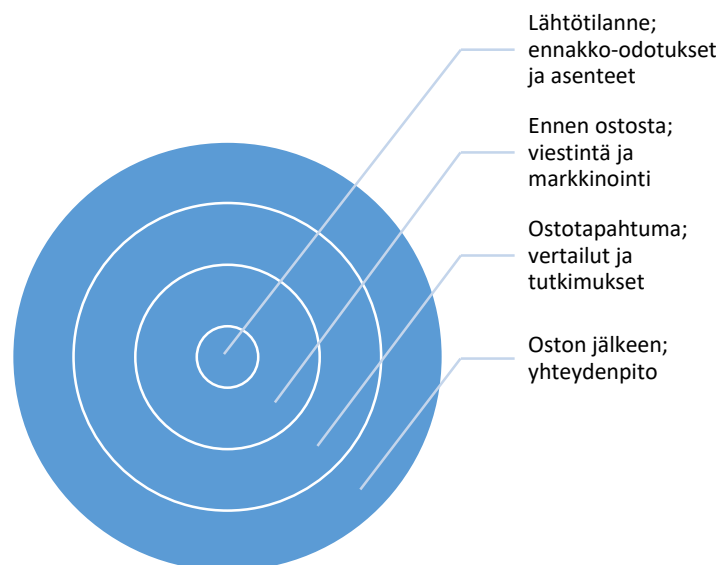 Lähtötilanne;
ennakko-odotukset
ja asenteet
Ennen ostosta;
viestintä ja
markkinointi
Ostotapahtuma;
vertailut ja
tutkimukset
Oston jälkeen;
yhteydenpito